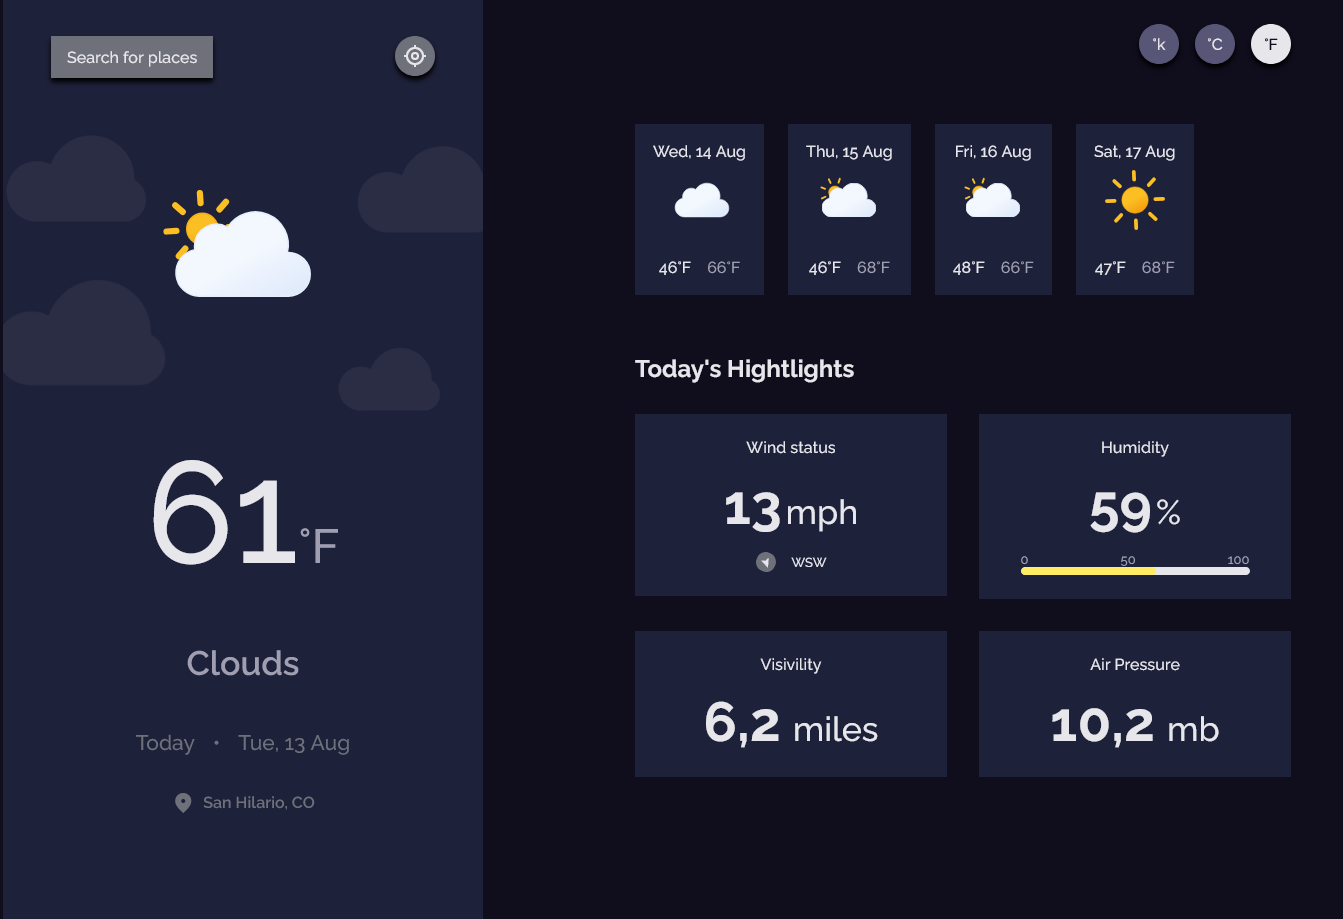 Search for places
61°F
Clouds
Today • Tue, 13 Aug
San Hilario, CO
°k °C °F
Wed, 14 Aug
46°F 66°F
Thu, 15 Aug
46°F 68°F
Fri, 16 Aug
48°F 66°F
Sat, 17 Aug
47°F 68°F
Today's Hightlights
Wind status
13 mph
WSW
Humidity
59 %
0 50 100
Visivility
6,2 miles
Air Pressure
10,2 mb